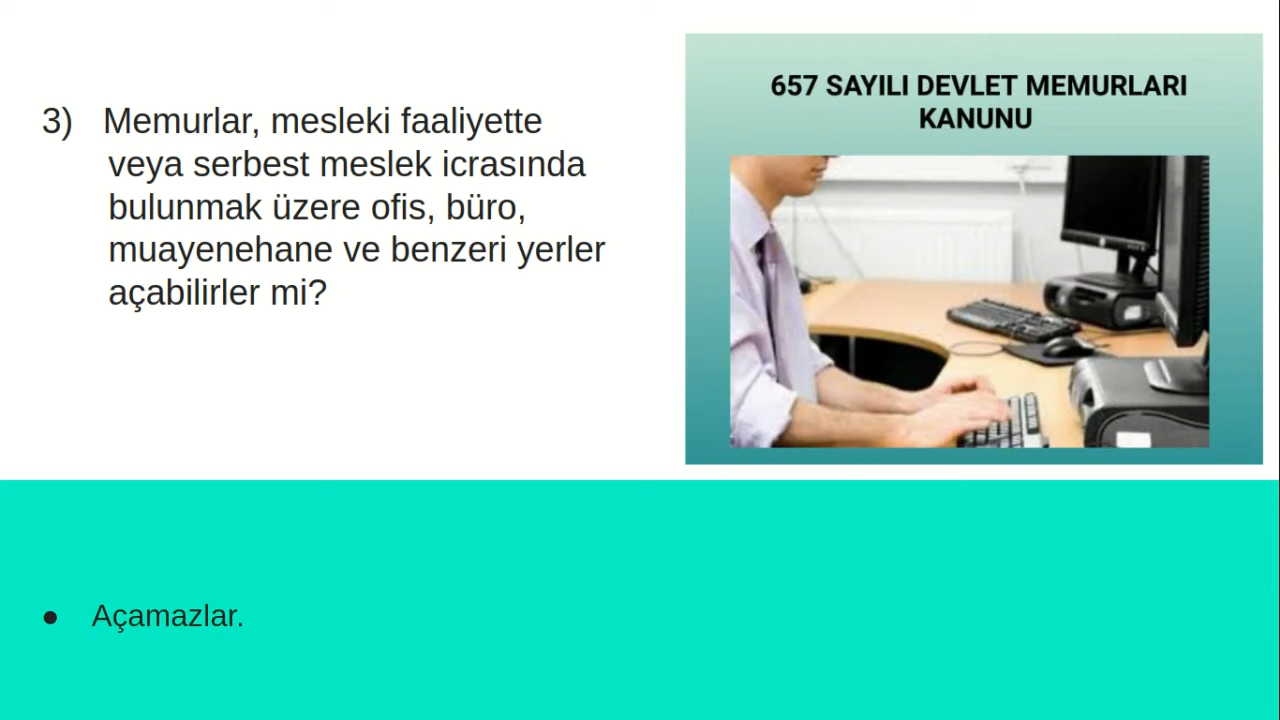 3) Memurlar, mesleki faaliyette
veya serbest meslek icrasında
bulunmak üzere ofis, büro,
muayenehane ve benzeri yerler
açabilirler mi?
657 SAYILI DEVLET MEMURLARI
KANUNU
● Açamazlar.